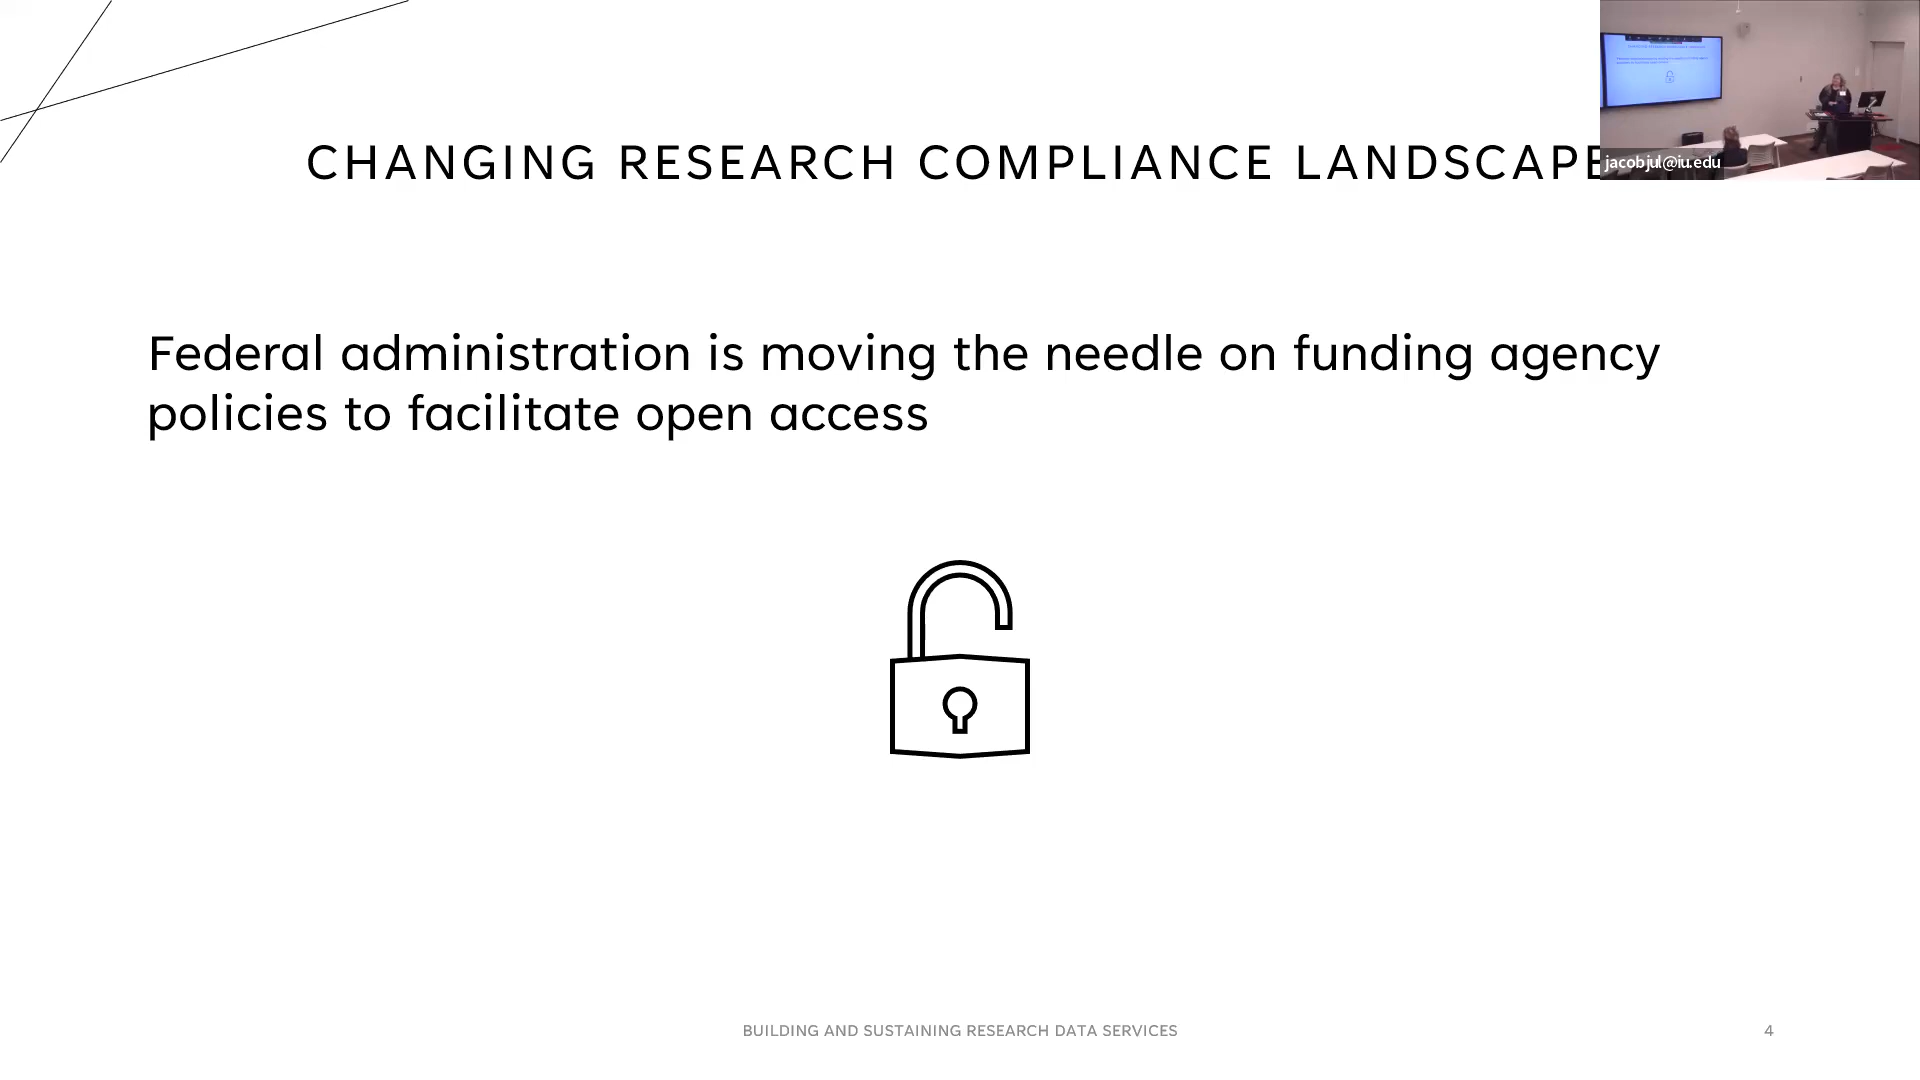 CHANGING RESEARCH COMPLIANCE LANDSCAPE
jacobjul@iu.edu
Federal administration is moving the needle on funding agency
policies to facilitate open access
BUILDING AND SUSTAINING RESEARCH DATA SERVICES
4